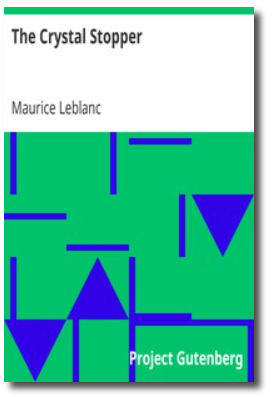 The Crystal Stopper
Maurice Leblanc
Project Gutenberg